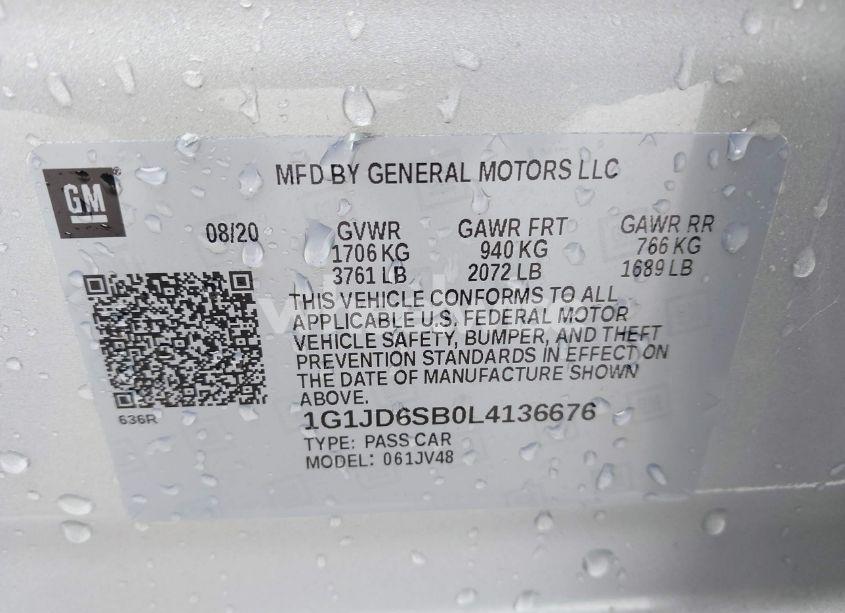 GM
MFD BY GENERAL MOTORS LLC
08/20 GVWR GAWR FRT GAWR RR
1706 KG 940 KG 766 KG
3761 LB 2072 LB 1689 LB
THIS VEHICLE CONFORMS TO ALL
APPLICABLE U.S. FEDERAL MOTOR
VEHICLE SAFETY, BUMPER, AND THEFT
PREVENTION STANDARDS IN EFFECT ON
THE DATE OF MANUFACTURE SHOWN
ABOVE.
636R
1G1JD6SB0L4136676
TYPE: PASS CAR
MODEL: 061JV48